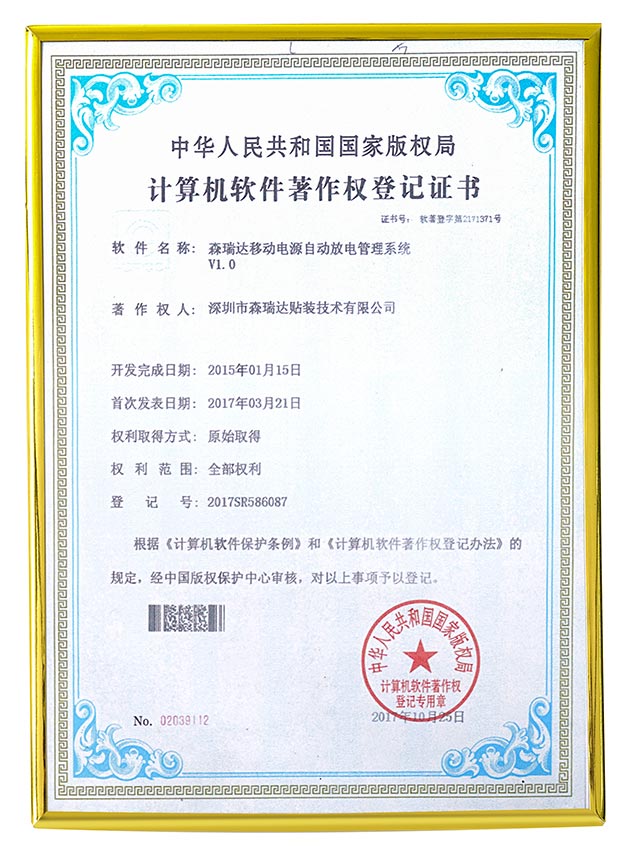 中华人民共和国国家版权局
计算机软件著作权登记证书
证书号： 软著登字第2171371号
软件名称： 森瑞达移动电源自动放电管理系统
V1.0
著作权人： 深圳市森瑞达贴装技术有限公司
开发完成日期： 2015年01月15日
首次发表日期： 2017年03月21日
权利取得方式： 原始取得
权利范围： 全部权利
登记号： 2017SR586087
根据《计算机软件保护条例》和《计算机软件著作权登记办法》的
规定，经中国版权保护中心审核，对以上事项予以登记。
中华人民共和国国家版权局
计算机软件著作权
登记专用章
No. 02039112
2017年10月25日